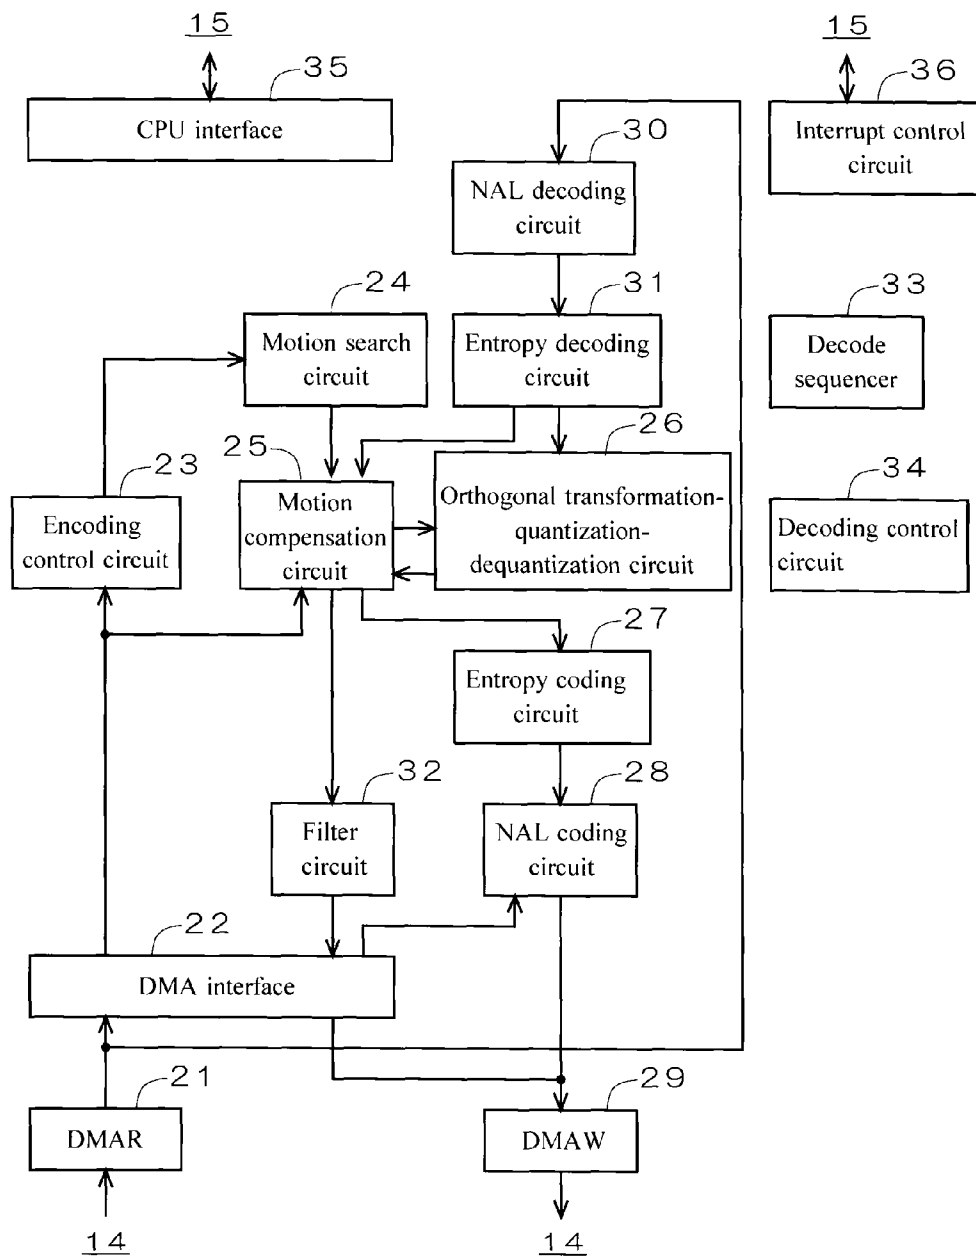 15
35
CPU interface
15
36
Interrupt control
circuit
30
NAL decoding
circuit
24
Motion search
circuit
31
Entropy decoding
circuit
33
Decode
sequencer
23
Encoding
control circuit
25
Motion
compensation
circuit
26
Orthogonal transformation-
quantization-
dequantization circuit
34
Decoding control
circuit
27
Entropy coding
circuit
32
Filter
circuit
28
NAL coding
circuit
22
DMA interface
21
DMAR
29
DMAW
14
14